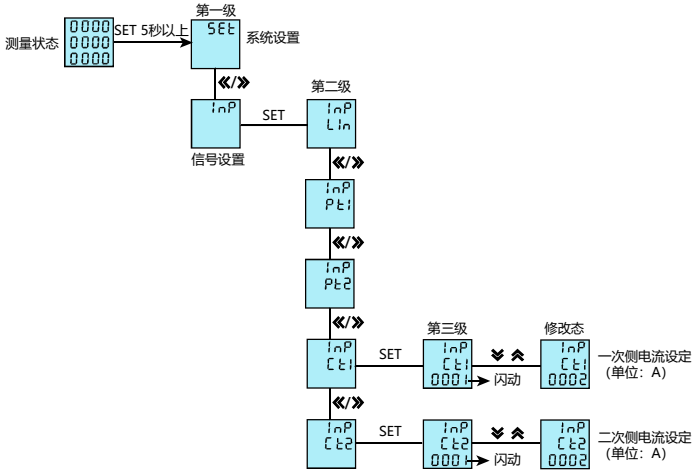 第一级
测量状态
0000
0000
0000
SET 5秒以上
SEt
系统设置
«/»
InP
信号设置
SET
第二级
InP
LIn
«/»
InP
Pt1
«/»
InP
Pt2
«/»
第三级
修改态
InP
Ct1
SET
InP
Ct1
0001
闪动
InP
Ct1
0002
一次侧电流设定
(单位：A)
«/»
InP
Ct2
SET
InP
Ct2
0001
闪动
InP
Ct2
0002
二次侧电流设定
(单位：A)